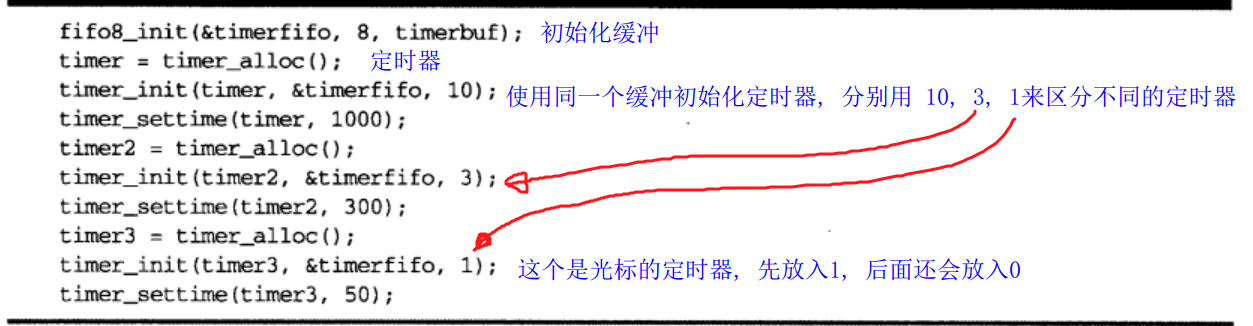 fifo8_init(&timerfifo, 8, timerbuf); 初始化缓冲
timer = timer_alloc(); 定时器
timer_init(timer, &timerfifo, 10); 使用同一个缓冲初始化定时器, 分别用 10, 3, 1来区分不同的定时器
timer_settime(timer, 1000);
timer2 = timer_alloc();
timer_init(timer2, &timerfifo, 3);
timer_settime(timer2, 300);
timer3 = timer_alloc();
timer_init(timer3, &timerfifo, 1); 这个是光标的定时器, 先放入1, 后面还会放入0
timer_settime(timer3, 50);